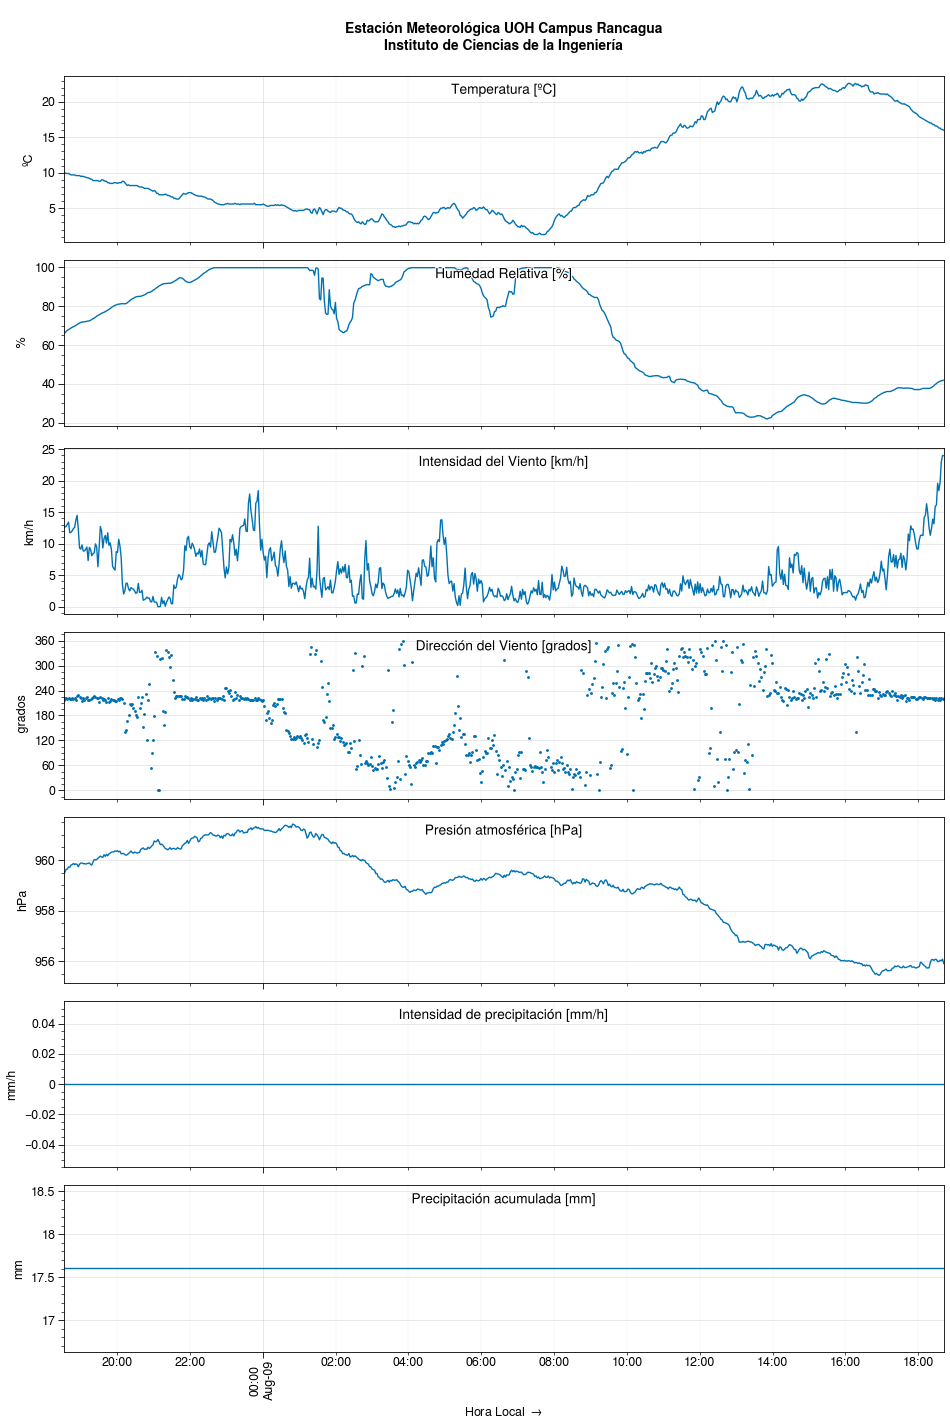 Estación Meteorológica UOH Campus Rancagua
Instituto de Ciencias de la Ingeniería
Temperatura [ºC]
ºC
20
15
10
5
Humedad Relativa [%]
%
100
80
60
40
20
Intensidad del Viento [km/h]
km/h
25
20
15
10
5
0
Dirección del Viento [grados]
grados
360
300
240
180
120
60
0
Presión atmosférica [hPa]
hPa
960
958
956
Intensidad de precipitación [mm/h]
mm/h
0.04
0.02
0
−0.02
−0.04
Precipitación acumulada [mm]
mm
18.5
18
17.5
17
20:00 22:00 00:00 02:00 04:00 06:00 08:00 10:00 12:00 14:00 16:00 18:00
Aug-09
Hora Local →